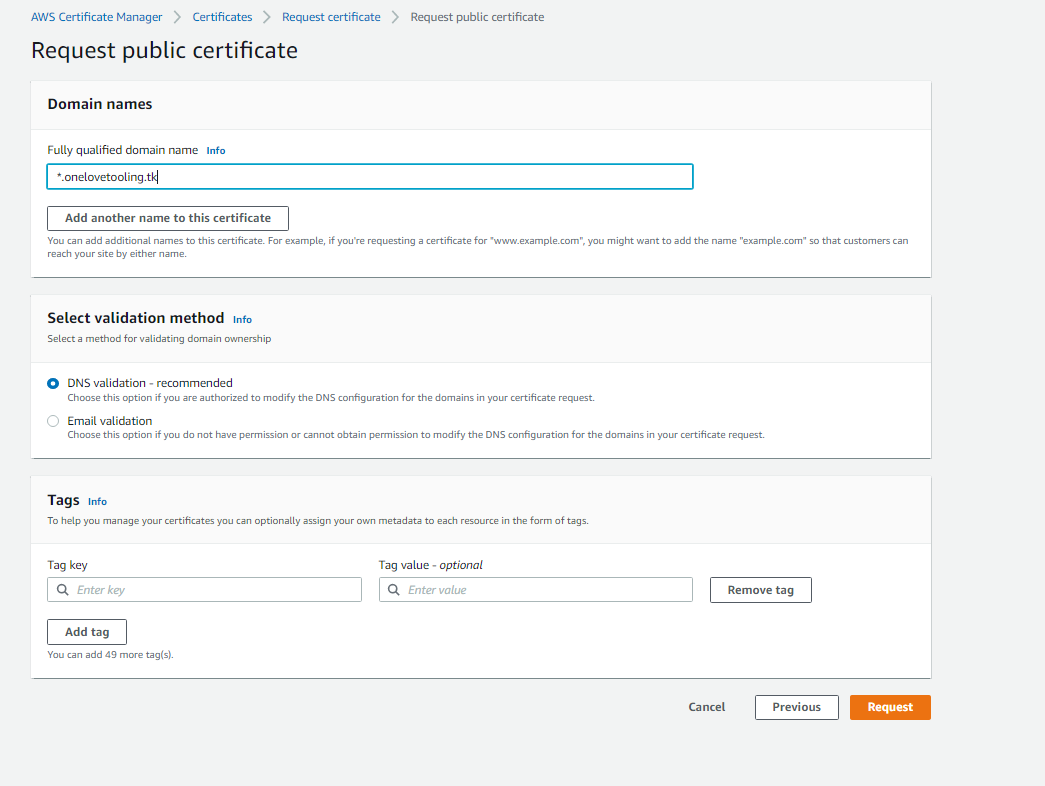 AWS Certificate Manager > Certificates > Request certificate > Request public certificate
Request public certificate
Domain names
Fully qualified domain name Info
*.onelovetooling.tk
Add another name to this certificate
You can add additional names to this certificate. For example, if you're requesting a certificate for "www.example.com", you might want to add the name "example.com" so that customers can
reach your site by either name.
Select validation method Info
Select a method for validating domain ownership
DNS validation - recommended
Choose this option if you are authorized to modify the DNS configuration for the domains in your certificate request.
Email validation
Choose this option if you do not have permission or cannot obtain permission to modify the DNS configuration for the domains in your certificate request.
Tags Info
To help you manage your certificates you can optionally assign your own metadata to each resource in the form of tags.
Tag key Tag value - optional
Enter key Enter value Remove tag
Add tag
You can add 49 more tag(s).
Cancel Previous Request